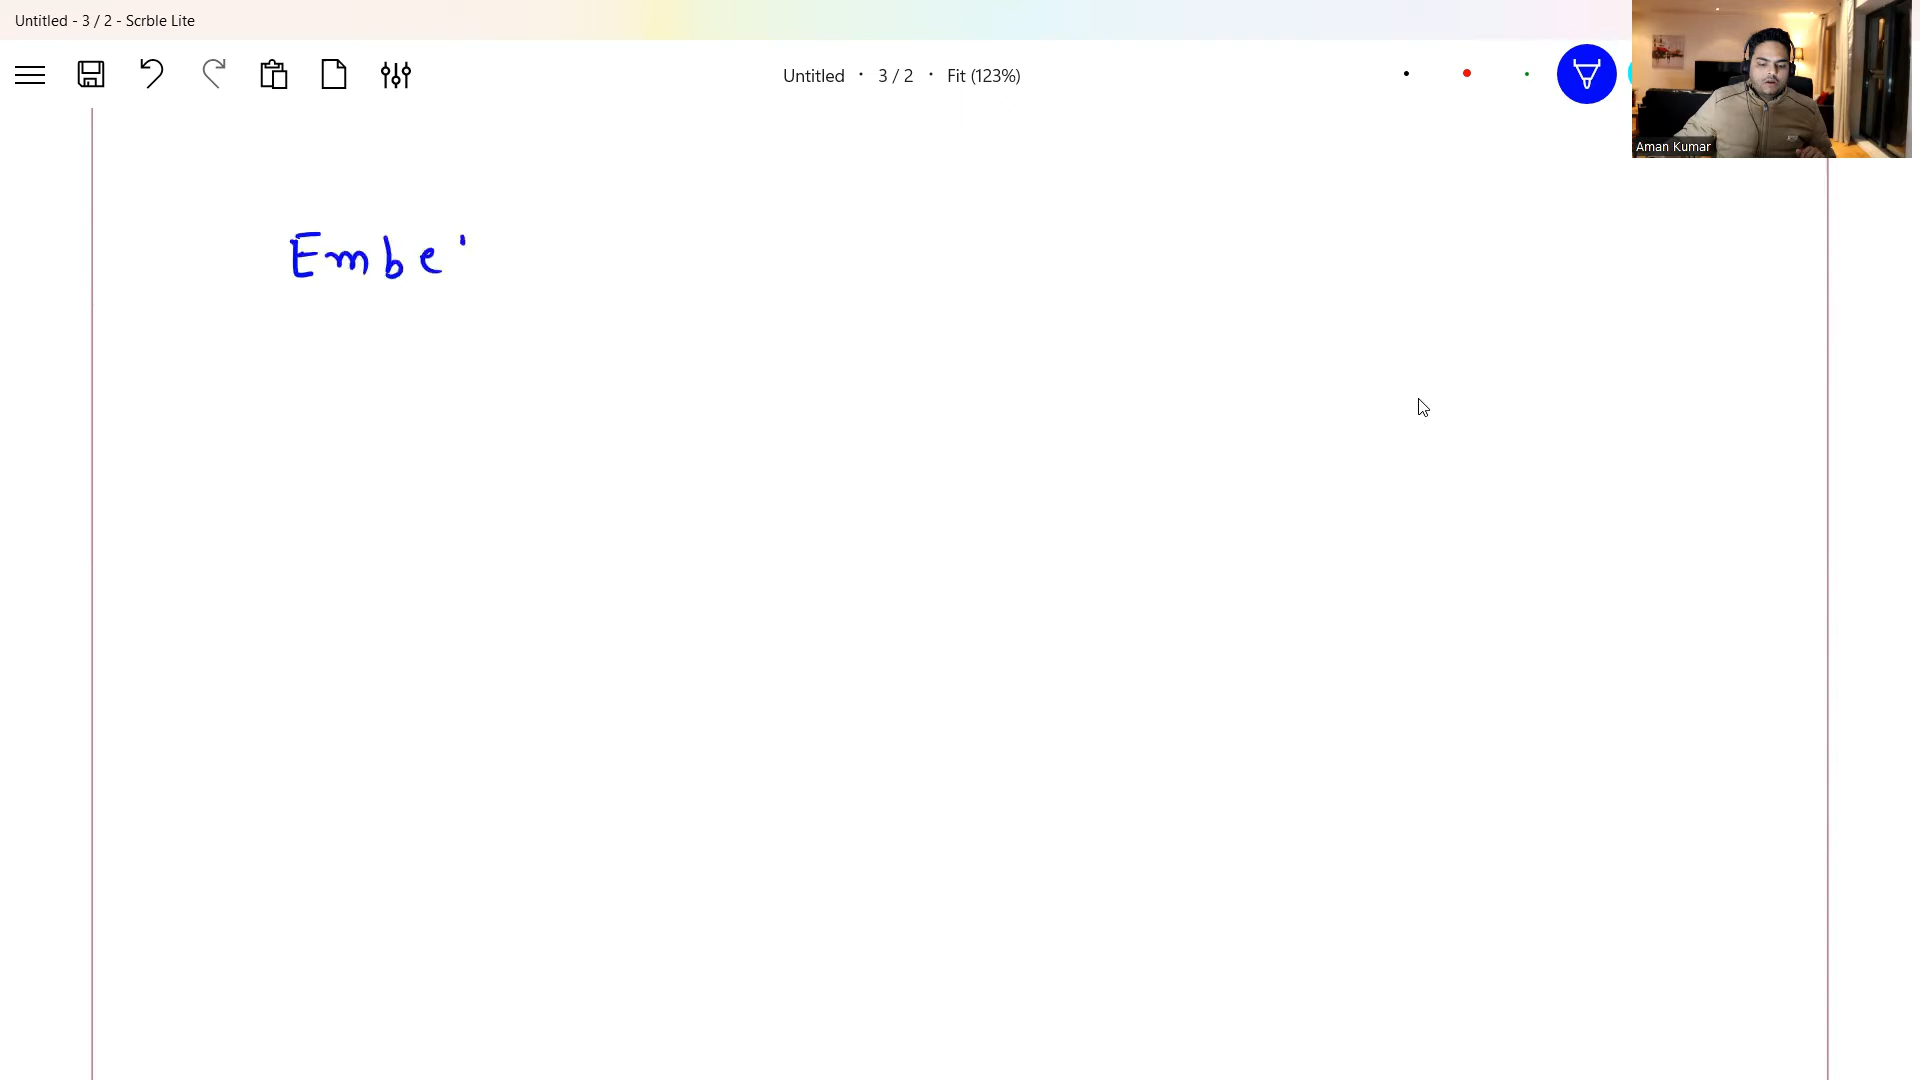 Untitled - 3 / 2 - Scrble Lite
Untitled • 3 / 2 • Fit (123%)
Aman Kumar
Embe